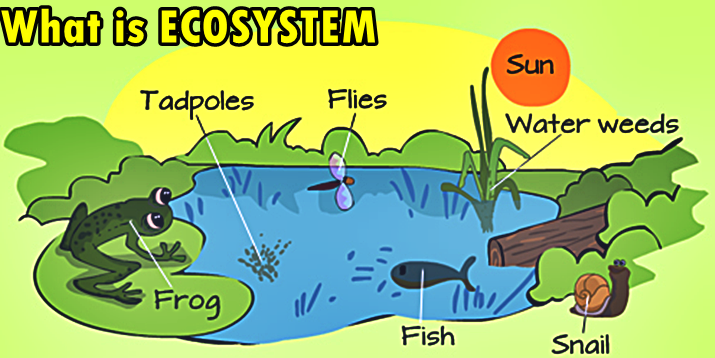 What is ECOSYSTEM
Sun
Tadpoles
Flies
Water weeds
Frog
Fish
Snail